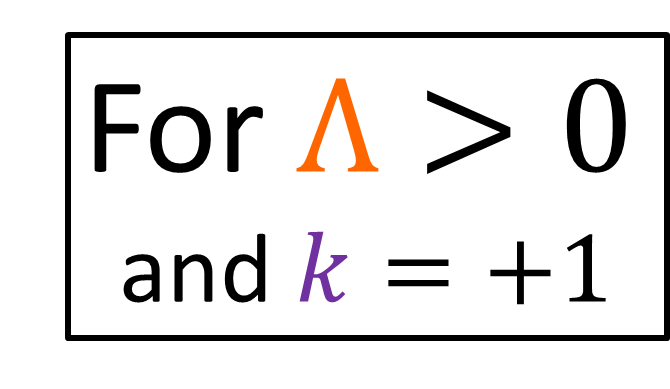 For Λ > 0
and k = +1